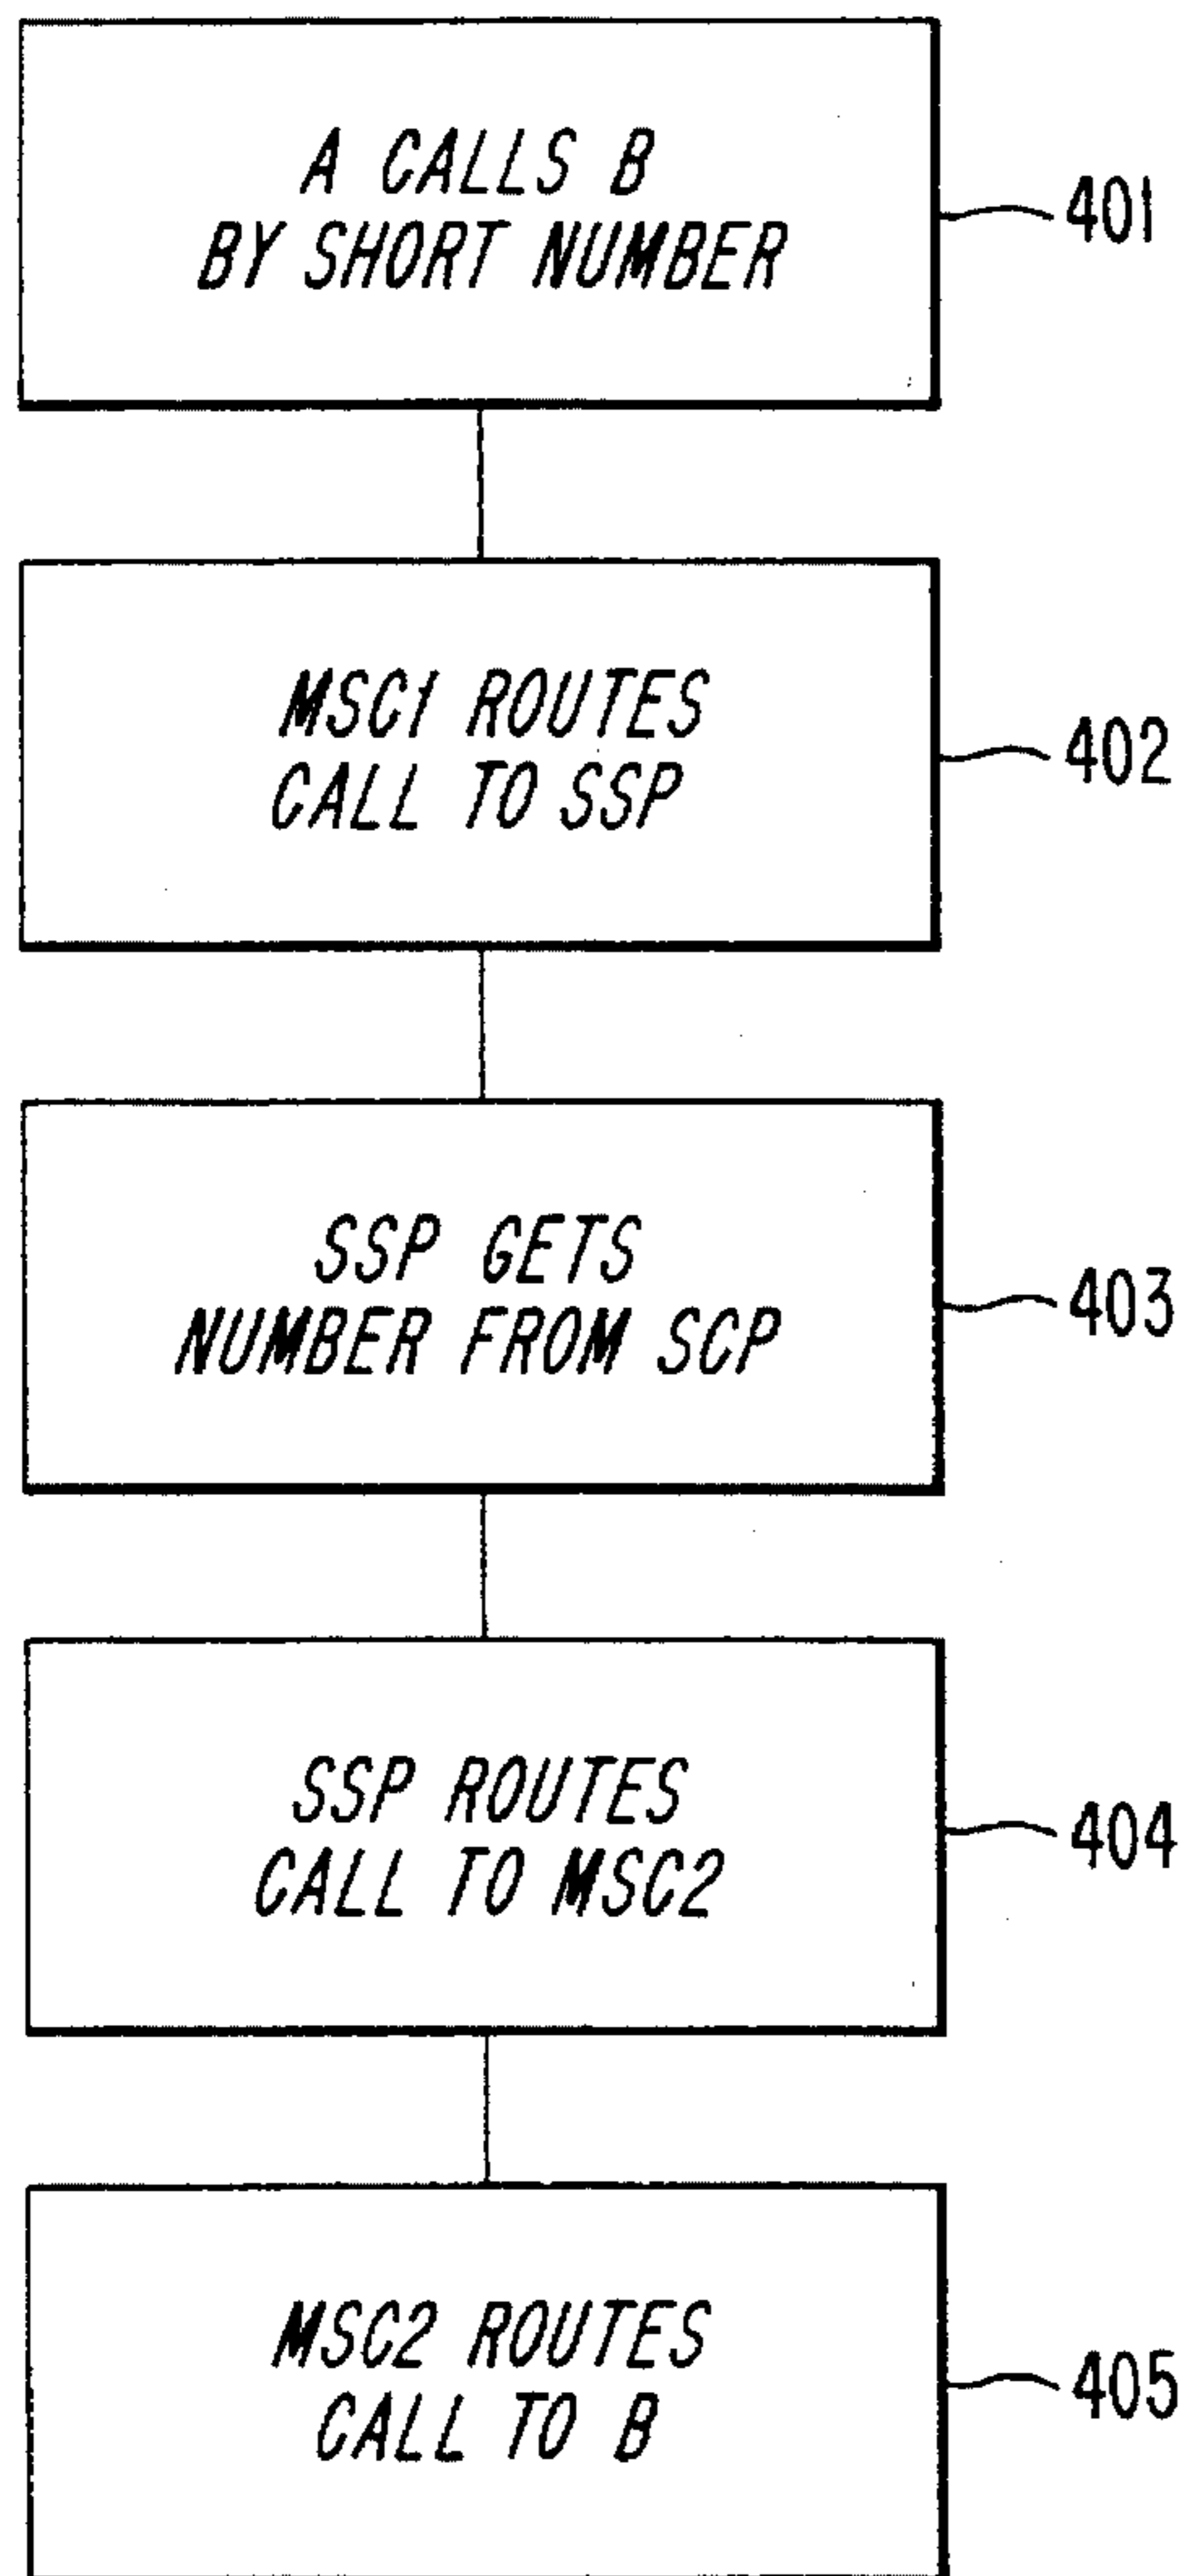 A CALLS B
BY SHORT NUMBER
401
MSC1 ROUTES
CALL TO SSP
402
SSP GETS
NUMBER FROM SCP
403
SSP ROUTES
CALL TO MSC2
404
MSC2 ROUTES
CALL TO B
405